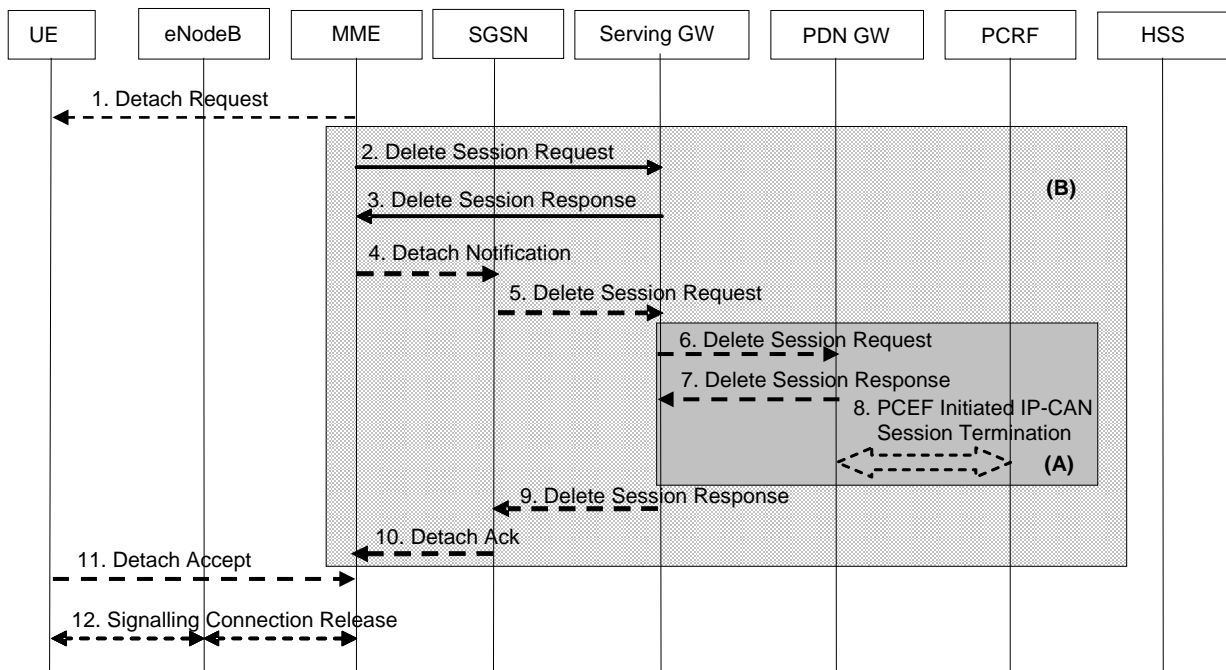 UE
eNodeB
MME
SGSN
Serving GW
PDN GW
PCRF
HSS
1. Detach Request
2. Delete Session Request
(B)
3. Delete Session Response
4. Detach Notification
5. Delete Session Request
6. Delete Session Request
7. Delete Session Response
8. PCEF Initiated IP-CAN
Session Termination
(A)
9. Delete Session Response
10. Detach Ack
11. Detach Accept
12. Signalling Connection Release